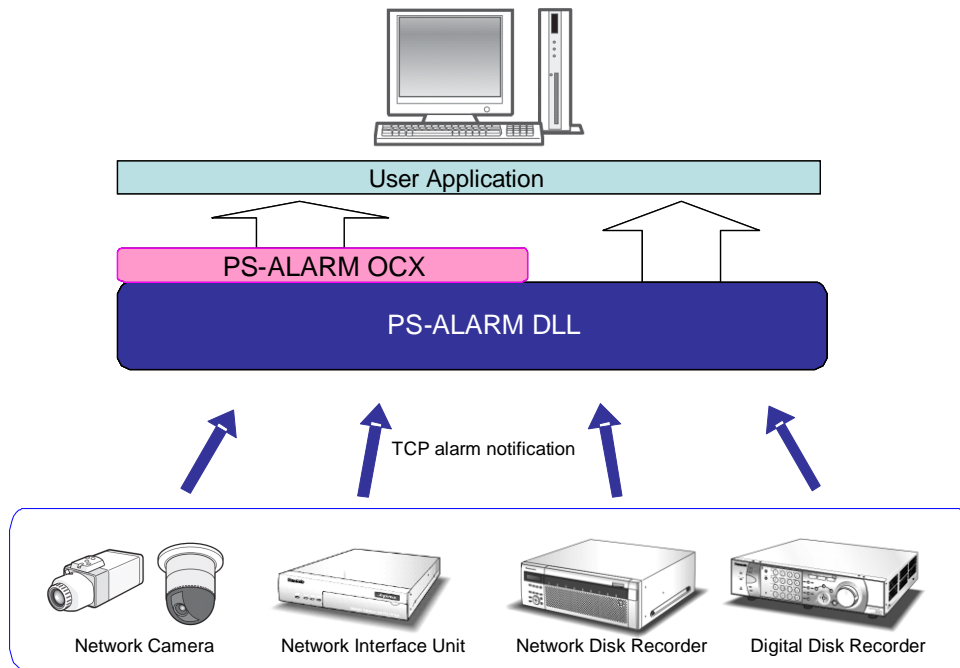 User Application
PS-ALARM OCX
PS-ALARM DLL
TCP alarm notification
Network Camera
Network Interface Unit
Network Disk Recorder
Digital Disk Recorder